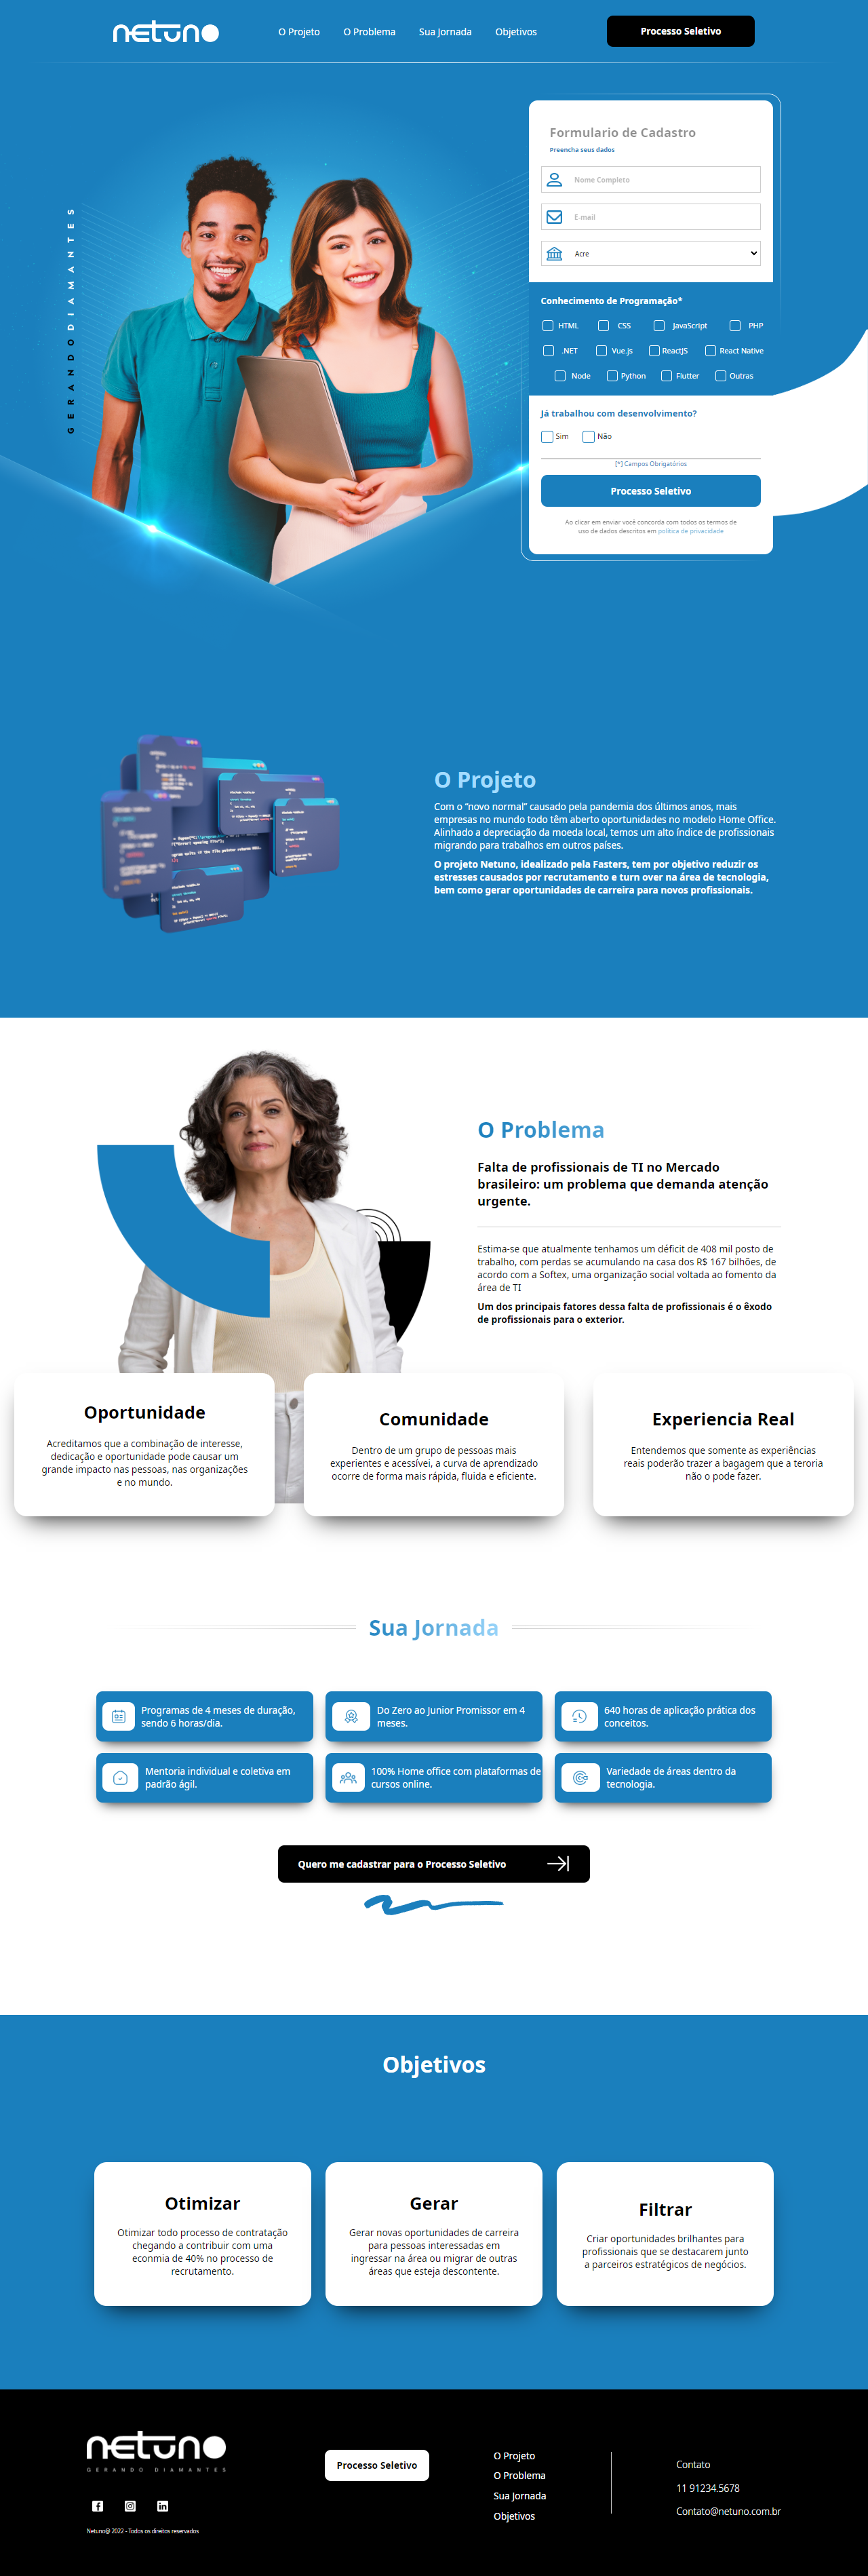 netuno
O Projeto
O Problema
Sua Jornada
Objetivos
Processo Seletivo
GERANDO DIAMANTES
Formulario de Cadastro
Preencha seus dados
Nome Completo
E-mail
Acre
Conhecimento de Programação*
HTML CSS JavaScript PHP
.NET Vue.js ReactJS React Native
Node Python Flutter Outras
Já trabalhou com desenvolvimento?
Sim Não
[*] Campos Obrigatórios
Processo Seletivo
Ao clicar em enviar você concorda com todos os termos de
uso de dados descritos em política de privacidade
O Projeto
Com o “novo normal” causado pela pandemia dos últimos anos, mais
empresas no mundo todo têm aberto oportunidades no modelo Home Office.
Alinhado a depreciação da moeda local, temos um alto índice de profissionais
migrando para trabalhos em outros países.
O projeto Netuno, idealizado pela Fasters, tem por objetivo reduzir os
estresses causados por recrutamento e turn over na área de tecnologia,
bem como gerar oportunidades de carreira para novos profissionais.
O Problema
Falta de profissionais de TI no Mercado
brasileiro: um problema que demanda atenção
urgente.
Estima-se que atualmente tenhamos um déficit de 408 mil posto de
trabalho, com perdas se acumulando na casa dos R$ 167 bilhões, de
acordo com a Softex, uma organização social voltada ao fomento da
área de TI
Um dos principais fatores dessa falta de profissionais é o êxodo
de profissionais para o exterior.
Oportunidade
Acreditamos que a combinação de interesse,
dedicação e oportunidade pode causar um
grande impacto nas pessoas, nas organizações
e no mundo.
Comunidade
Dentro de um grupo de pessoas mais
experientes e acessível, a curva de aprendizado
ocorre de forma mais rápida, fluida e eficiente.
Experiencia Real
Entendemos que somente as experiências
reais poderão trazer a bagagem que a teroria
não o pode fazer.
Sua Jornada
Programas de 4 meses de duração,
sendo 6 horas/dia.
Do Zero ao Junior Promissor em 4
meses.
640 horas de aplicação prática dos
conceitos.
Mentoria individual e coletiva em
padrão ágil.
100% Home office com plataformas de
cursos online.
Variedade de áreas dentro da
tecnologia.
Quero me cadastrar para o Processo Seletivo
Objetivos
Otimizar
Otimizar todo processo de contratação
chegando a contribuir com uma
econmia de 40% no processo de
recrutamento.
Gerar
Gerar novas oportunidades de carreira
para pessoas interessadas em
ingressar na área ou migrar de outras
áreas que esteja descontente.
Filtrar
Criar oportunidades brilhantes para
profissionais que se destacarem junto
a parceiros estratégicos de negócios.
netuno
GERANDO DIAMANTES
Netuno@ 2022 - Todos os direitos reservados
Processo Seletivo
O Projeto
O Problema
Sua Jornada
Objetivos
Contato
11 91234.5678
Contato@netuno.com.br